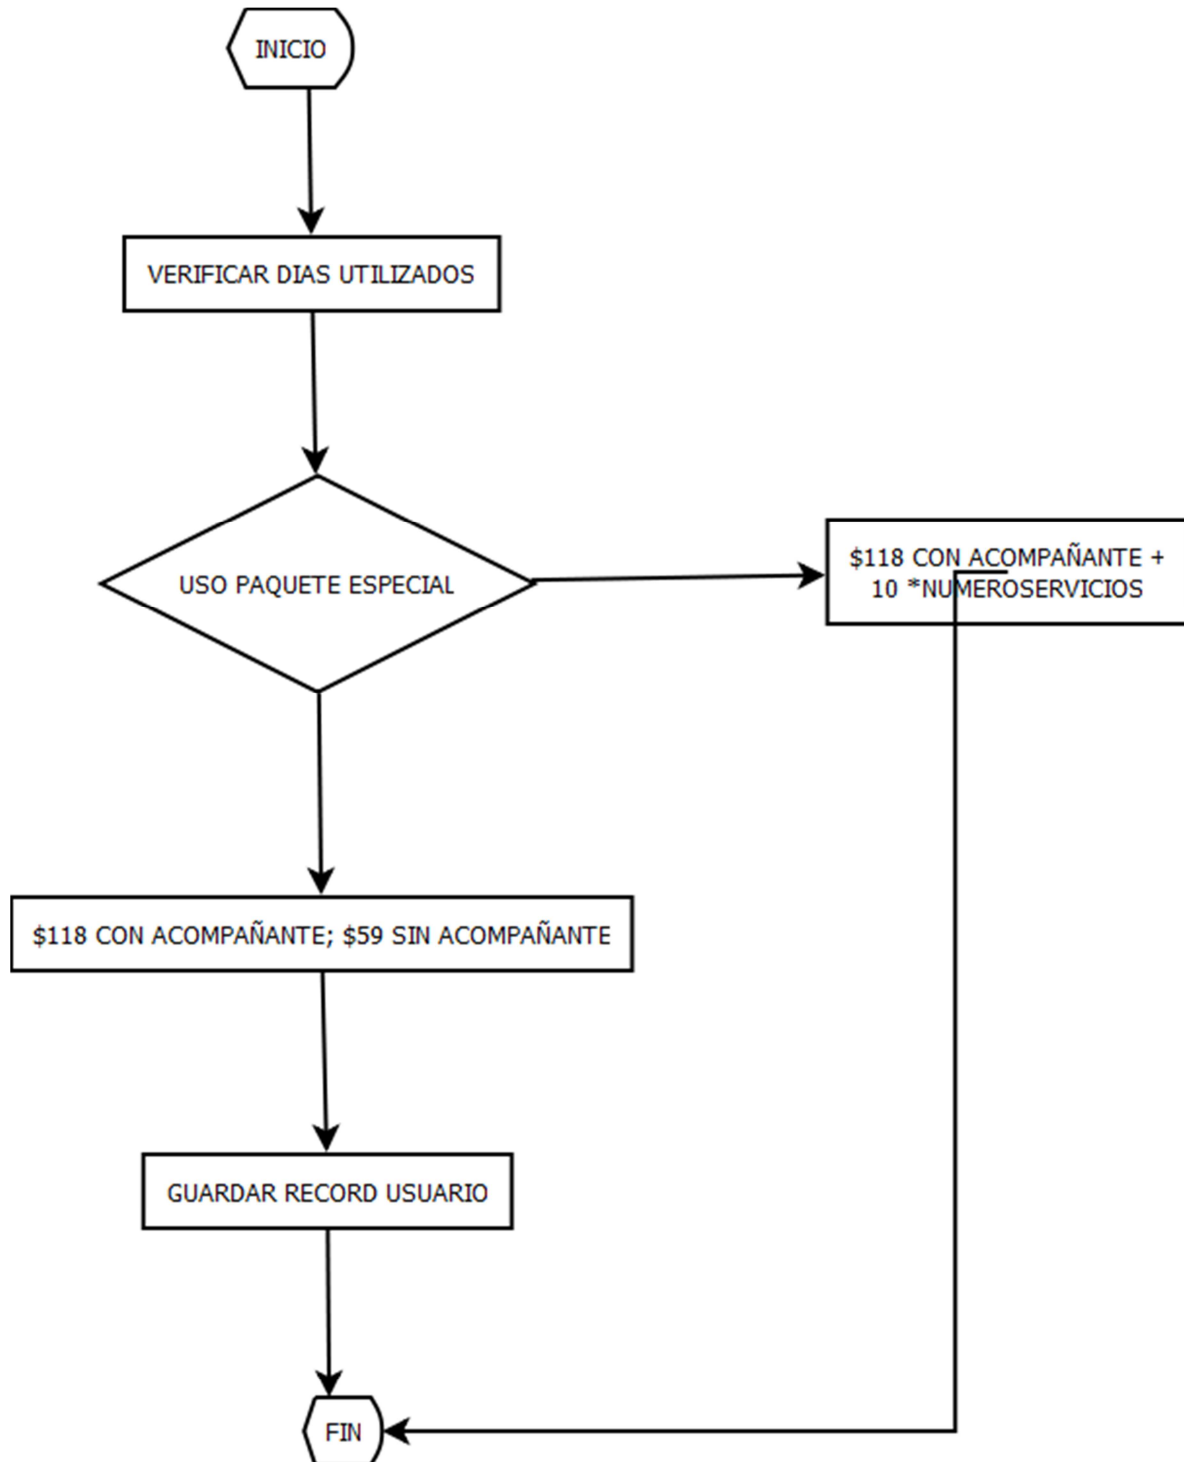 INICIO
VERIFICAR DIAS UTILIZADOS
USO PAQUETE ESPECIAL
$118 CON ACOMPAÑANTE +
10 *NUMEROSERVICIOS
$118 CON ACOMPAÑANTE; $59 SIN ACOMPAÑANTE
GUARDAR RECORD USUARIO
FIN